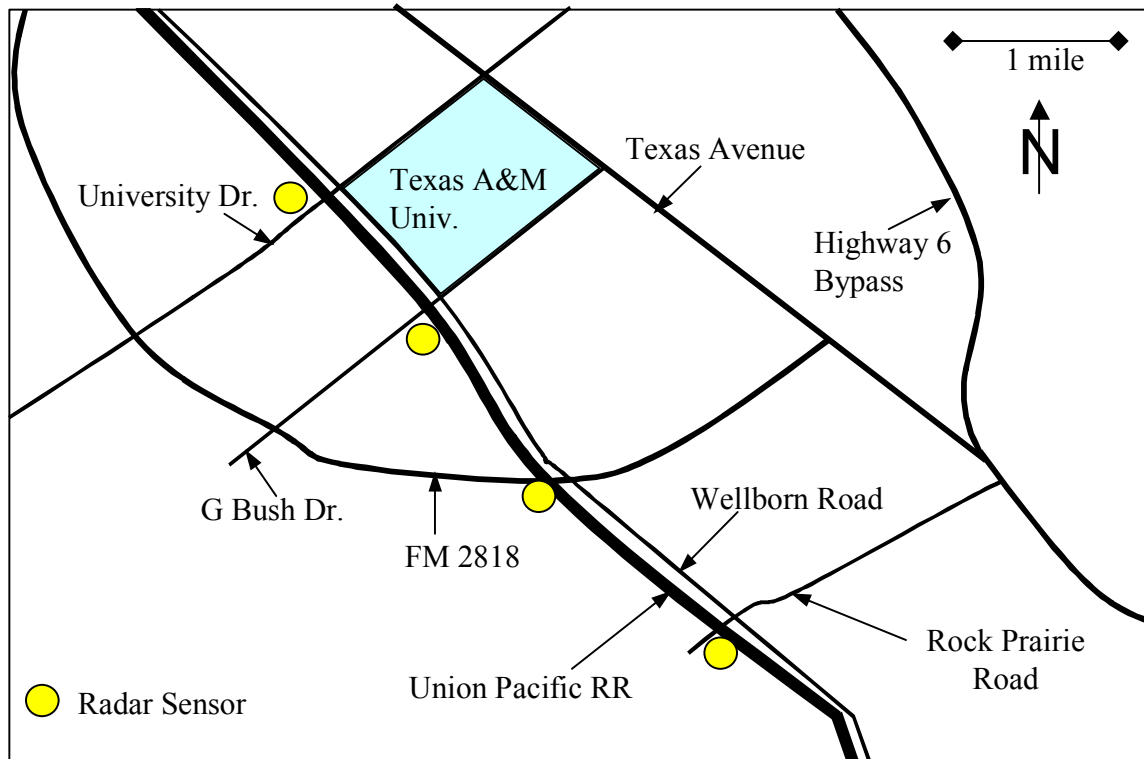 1 mile
N
Texas Avenue
University Dr.
Texas A&M
Univ.
Highway 6
Bypass
G Bush Dr.
Wellborn Road
FM 2818
Rock Prairie
Road
Union Pacific RR
Radar Sensor